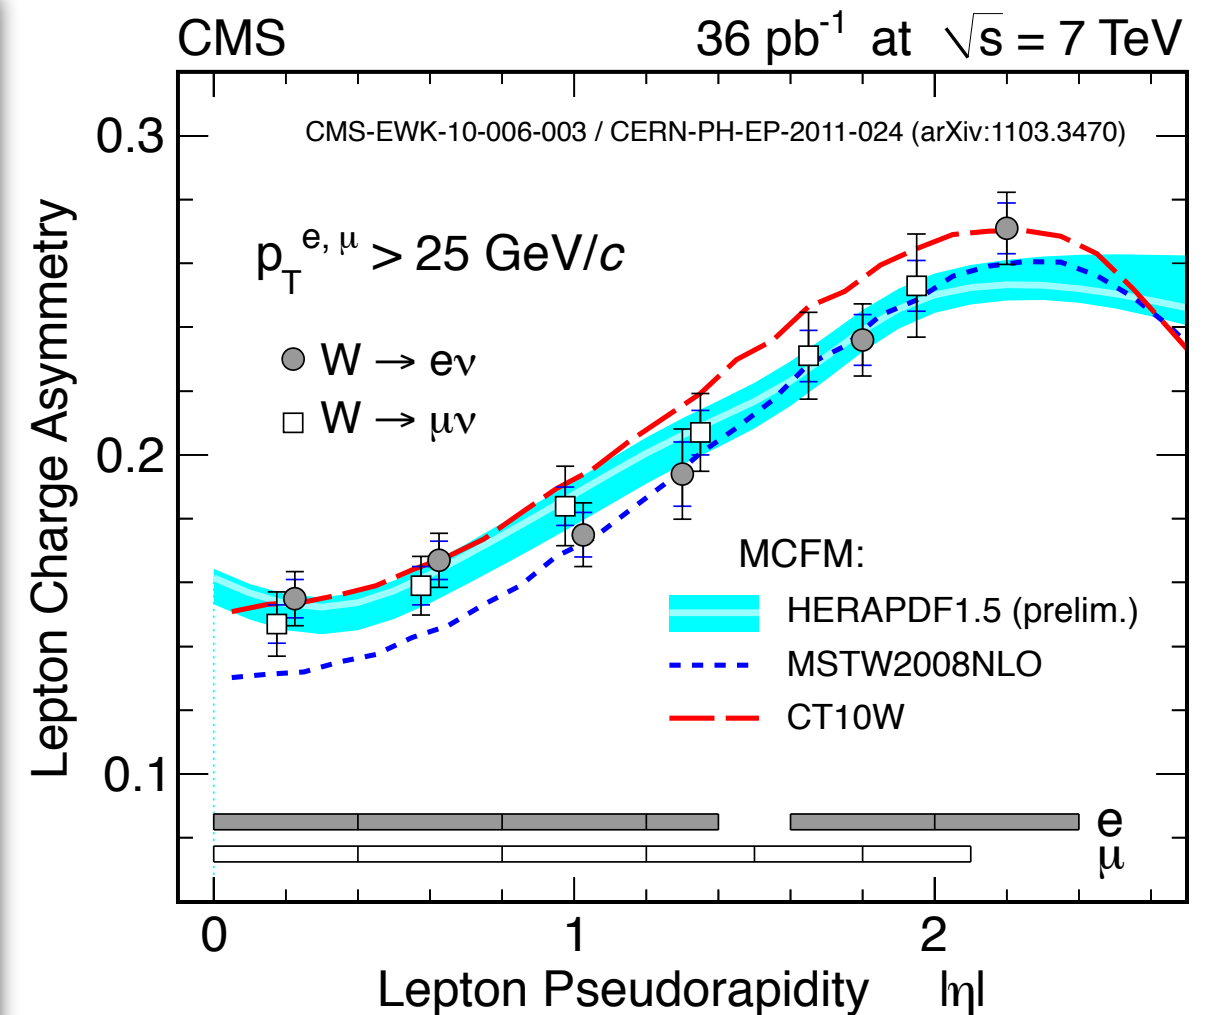 CMS 36 pb-1 at √s = 7 TeV
CMS-EWK-10-006-003 / CERN-PH-EP-2011-024 (arXiv:1103.3470)
0.3
pT e, μ > 25 GeV/c
W → eν
W → μν
0.2
MCFM:
HERAPDF1.5 (prelim.)
MSTW2008NLO
CT10W
0.1
e
μ
0 1 2
Lepton Pseudorapidity |η|
Lepton Charge Asymmetry